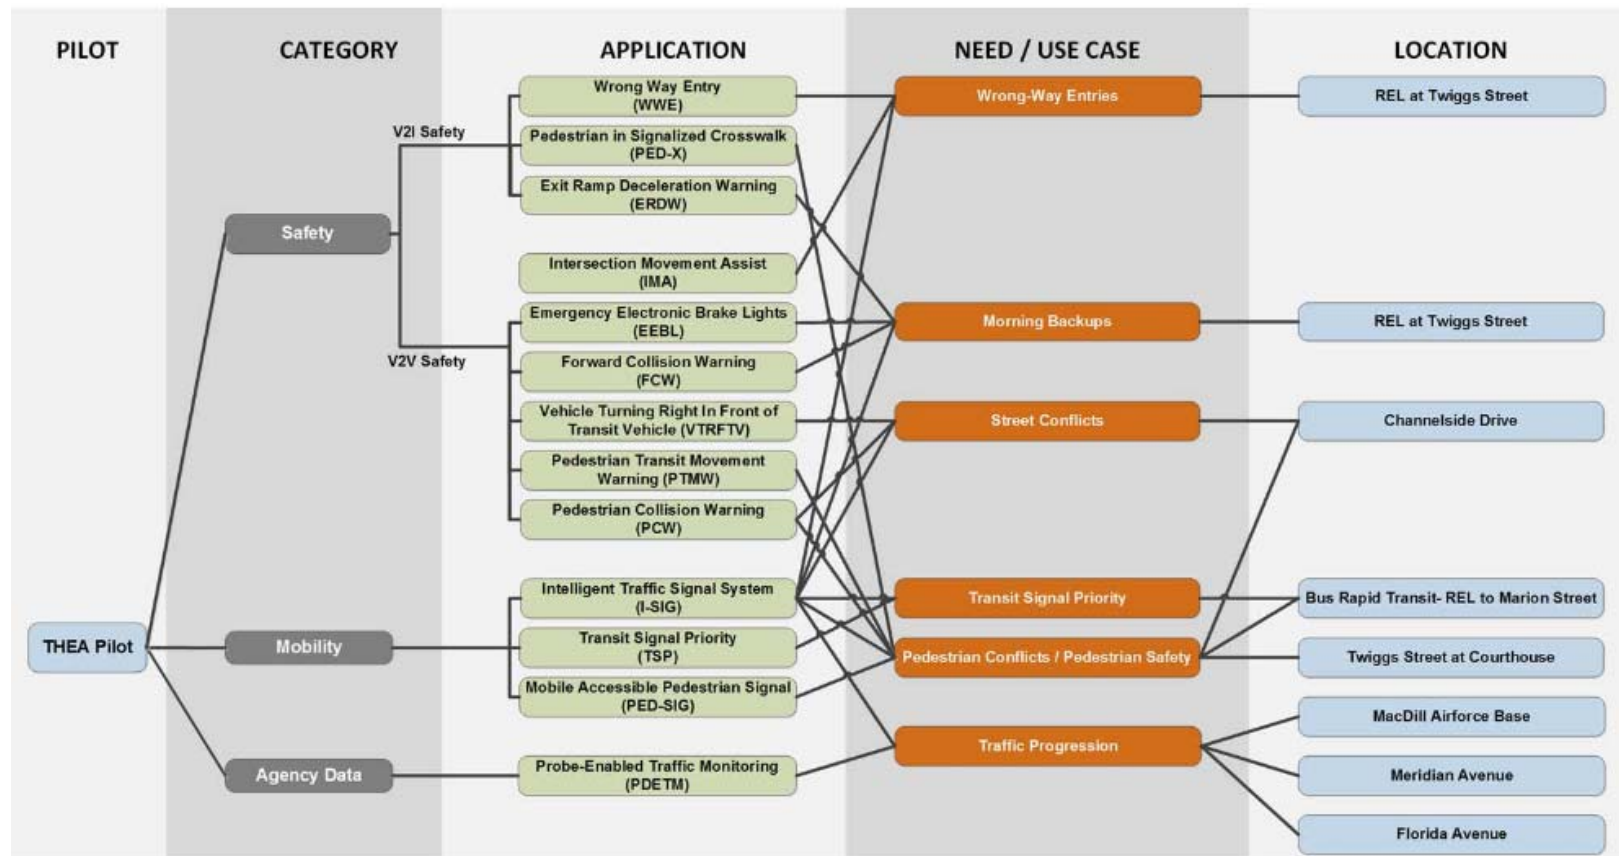 PILOT
CATEGORY
APPLICATION
NEED / USE CASE
LOCATION
THEA Pilot
Safety
Mobility
Agency Data
V2I Safety
V2V Safety
Wrong Way Entry
(WWE)
Pedestrian in Signalized Crosswalk
(PED-X)
Exit Ramp Deceleration Warning
(ERDW)
Intersection Movement Assist
(IMA)
Emergency Electronic Brake Lights
(EEBL)
Forward Collision Warning
(FCW)
Vehicle Turning Right In Front of
Transit Vehicle (VTRFTV)
Pedestrian Transit Movement
Warning (PTMW)
Pedestrian Collision Warning
(PCW)
Intelligent Traffic Signal System
(I-SIG)
Transit Signal Priority
(TSP)
Mobile Accessible Pedestrian Signal
(PED-SIG)
Probe-Enabled Traffic Monitoring
(PDETM)
Wrong-Way Entries
Morning Backups
Street Conflicts
Transit Signal Priority
Pedestrian Conflicts / Pedestrian Safety
Traffic Progression
REL at Twiggs Street
REL at Twiggs Street
Channelside Drive
Bus Rapid Transit- REL to Marion Street
Twiggs Street at Courthouse
MacDill Airforce Base
Meridian Avenue
Florida Avenue